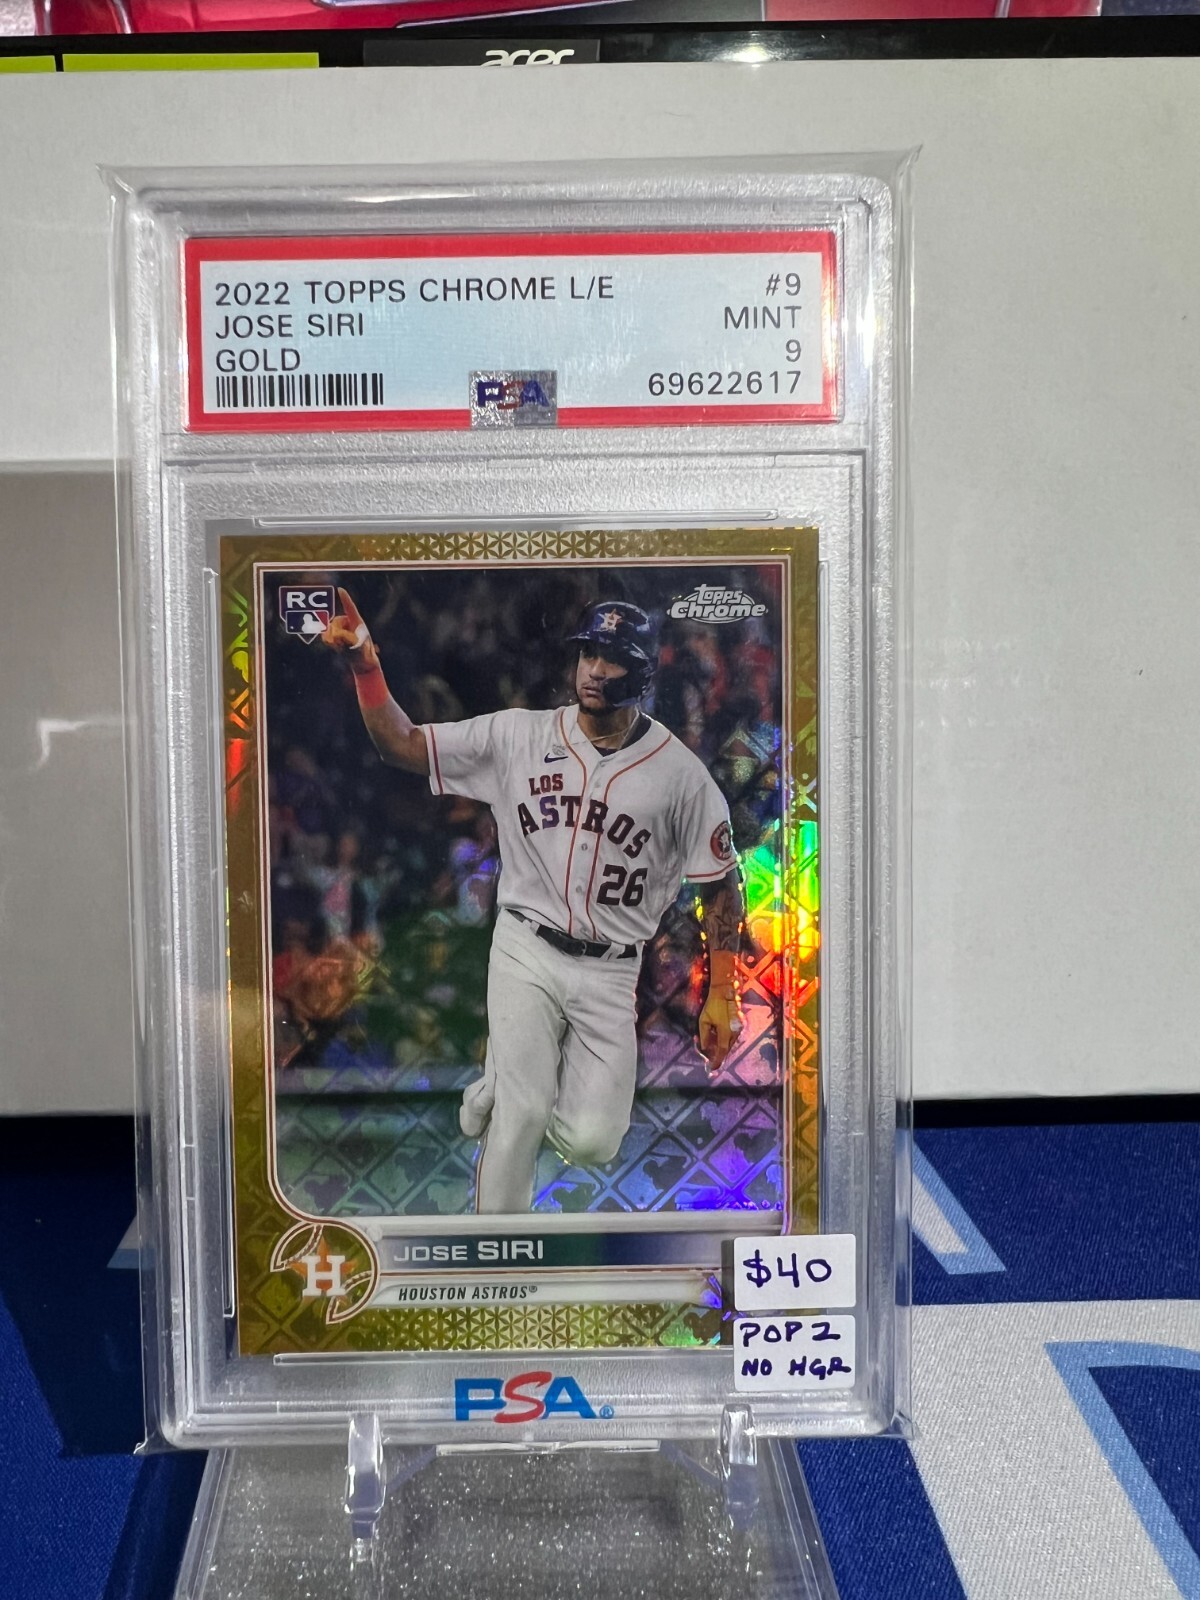 acer
2022 TOPPS CHROME L/E #9
JOSE SIRI MINT
GOLD 9
PSA 69622617
RC
Topps
Chrome
LOS
ASTROS
26
H
JOSE SIRI
HOUSTON ASTROS®
$40
POP 2
NO HGR
PSA®